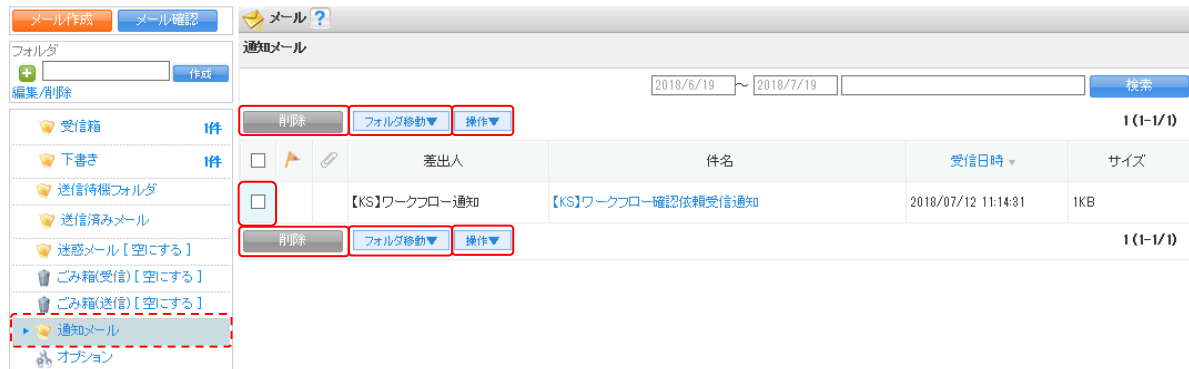 メール作成 メール確認
フォルダ
作成
編集/削除
受信箱 1件
下書き 1件
送信待機フォルダ
送信済みメール
迷惑メール [ 空にする ]
ごみ箱(受信) [ 空にする ]
ごみ箱(送信) [ 空にする ]
通知メール
オプション
メール ?
通知メール
2018/6/19 ～ 2018/7/19 検索
削除 フォルダ移動▼ 操作▼ 1 (1-1/1)
差出人 件名 受信日時 ▼ サイズ
【KS】ワークフロー通知 【KS】ワークフロー確認依頼受信通知 2018/07/12 11:14:31 1KB
削除 フォルダ移動▼ 操作▼ 1 (1-1/1)